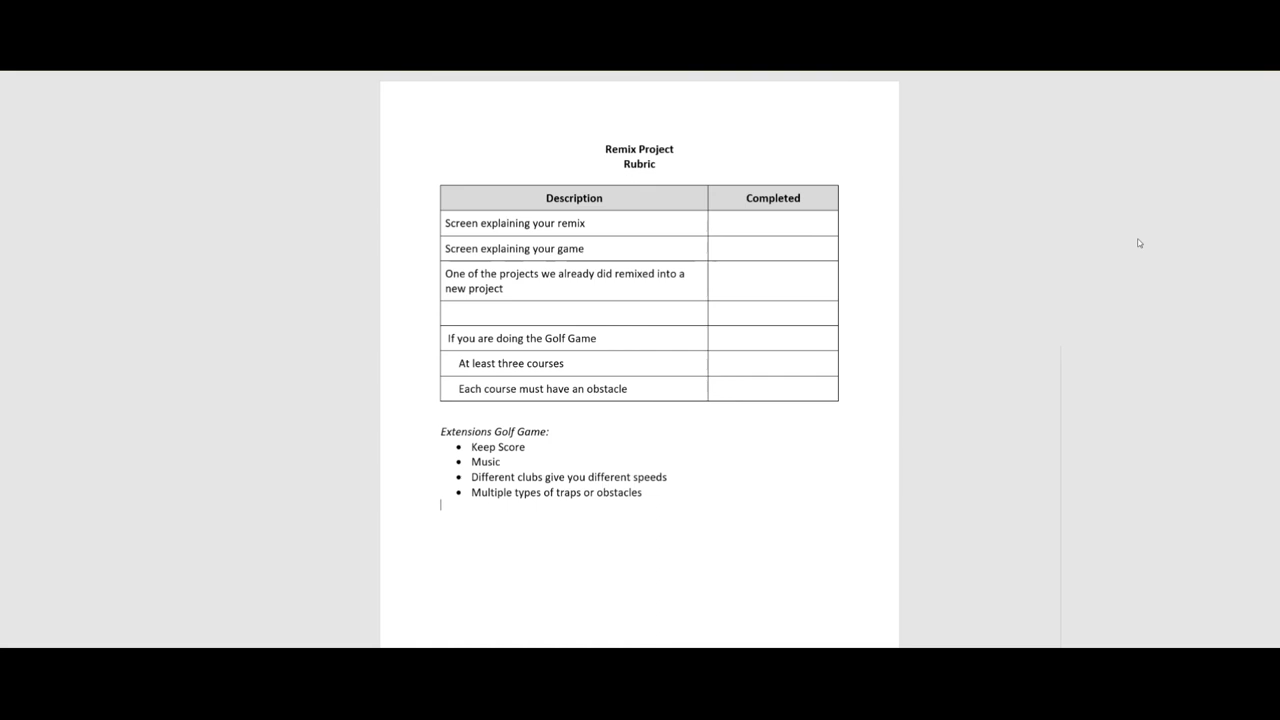 Remix Project
Rubric
Description Completed
Screen explaining your remix
Screen explaining your game
One of the projects we already did remixed into a
new project
If you are doing the Golf Game
At least three courses
Each course must have an obstacle
Extensions Golf Game:
• Keep Score
• Music
• Different clubs give you different speeds
• Multiple types of traps or obstacles